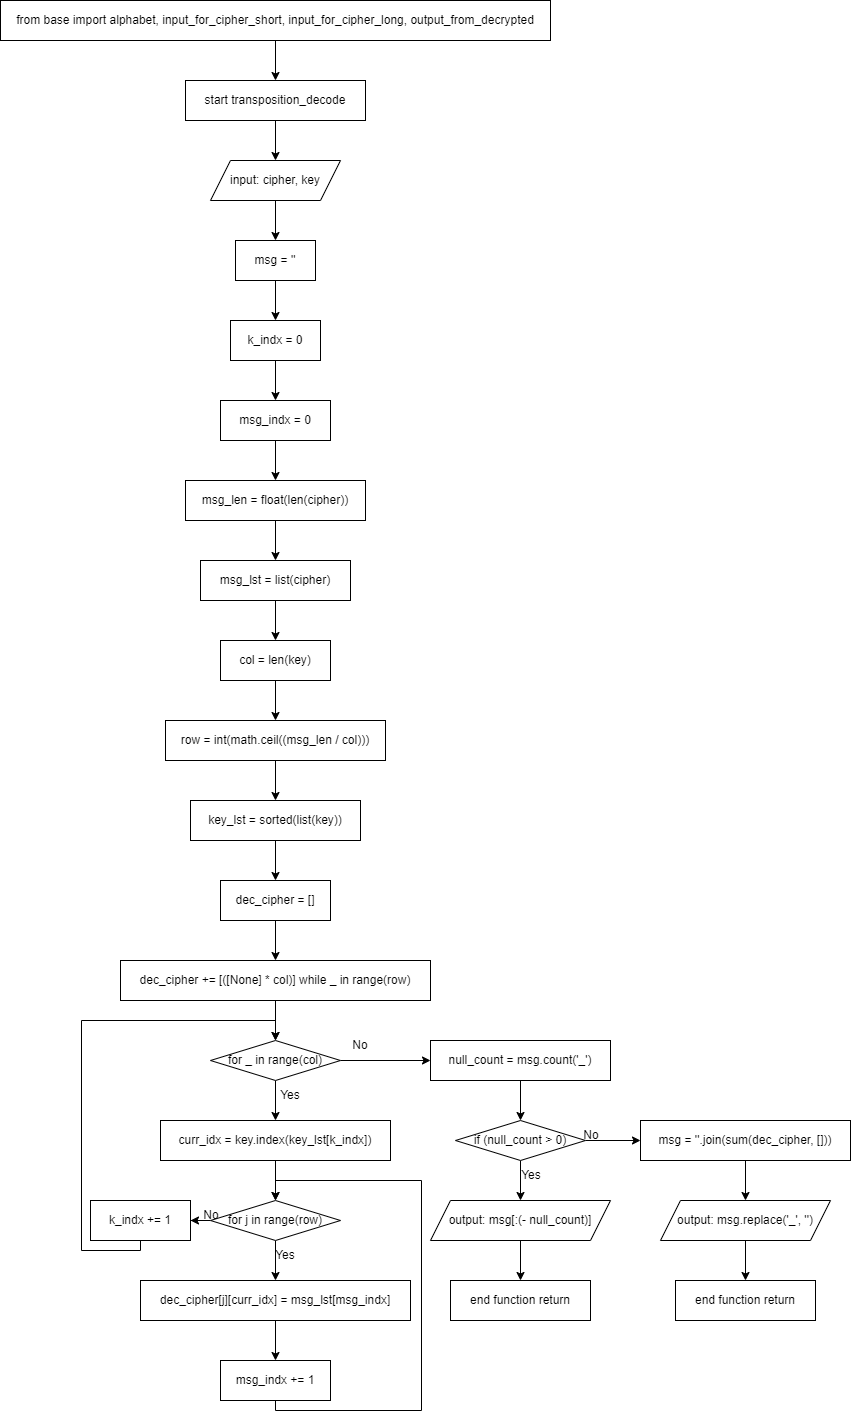 from base import alphabet, input_for_cipher_short, input_for_cipher_long, output_from_decrypted
start transposition_decode
input: cipher, key
msg = ''
k_indx = 0
msg_indx = 0
msg_len = float(len(cipher))
msg_lst = list(cipher)
col = len(key)
row = int(math.ceil((msg_len / col)))
key_lst = sorted(list(key))
dec_cipher = []
dec_cipher += [([None] * col)] while _ in range(row)
for _ in range(col)
No
Yes
curr_idx = key.index(key_lst[k_indx])
for j in range(row)
No
k_indx += 1
Yes
dec_cipher[j][curr_idx] = msg_lst[msg_indx]
msg_indx += 1
null_count = msg.count('_')
if (null_count > 0)
No
Yes
output: msg[:(- null_count)]
end function return
msg = ''.join(sum(dec_cipher, []))
output: msg.replace('_', '')
end function return